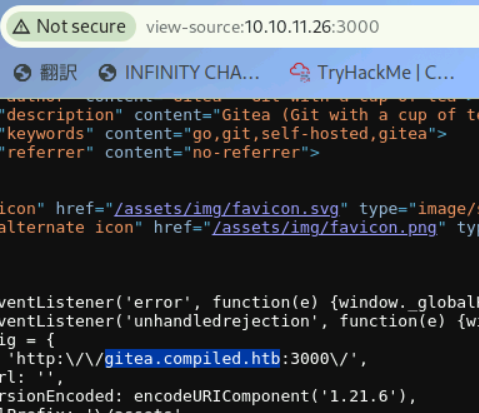 Not secure view-source:10.10.11.26:3000
翻訳 INFINITY CHA... TryHackMe | C...
"description" content="Gitea (Git with a cup of te
"keywords" content="go,git,self-hosted,gitea">
"referrer" content="no-referrer">
icon" href="/assets/img/favicon.svg" type="image/s
alternate icon" href="/assets/img/favicon.png" typ
ventListener('error', function(e) {window._globalH
ventListener('unhandledrejection', function(e) {wi
ig = {
'http:\/\/gitea.compiled.htb:3000\/',
rl: '',
rsionEncoded: encodeURIComponent('1.21.6'),